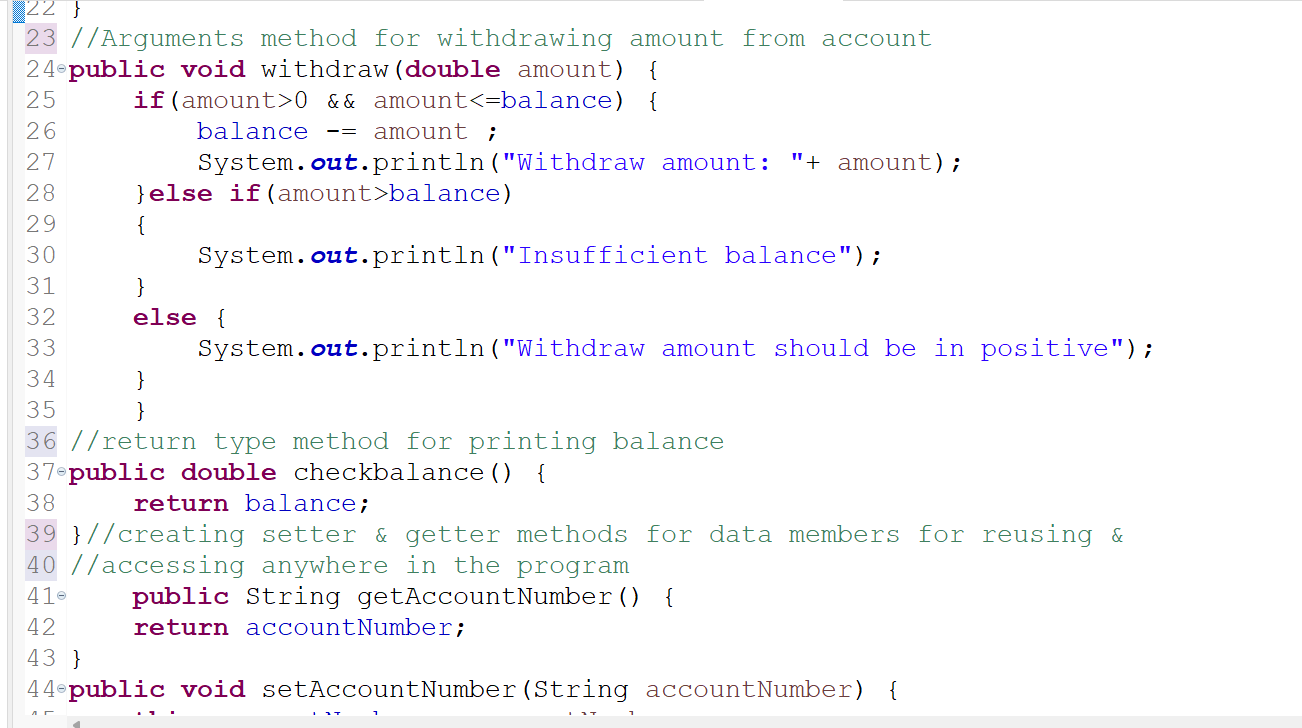 22 }
23 //Arguments method for withdrawing amount from account
24 public void withdraw(double amount) {
25 if(amount>0 && amount<=balance) {
26 balance -= amount ;
27 System.out.println("Withdraw amount: "+ amount);
28 }else if(amount>balance)
29 {
30 System.out.println("Insufficient balance");
31 }
32 else {
33 System.out.println("Withdraw amount should be in positive");
34 }
35 }
36 //return type method for printing balance
37 public double checkbalance() {
38 return balance;
39 }//creating setter & getter methods for data members for reusing &
40 //accessing anywhere in the program
41 public String getAccountNumber() {
42 return accountNumber;
43 }
44 public void setAccountNumber(String accountNumber) {